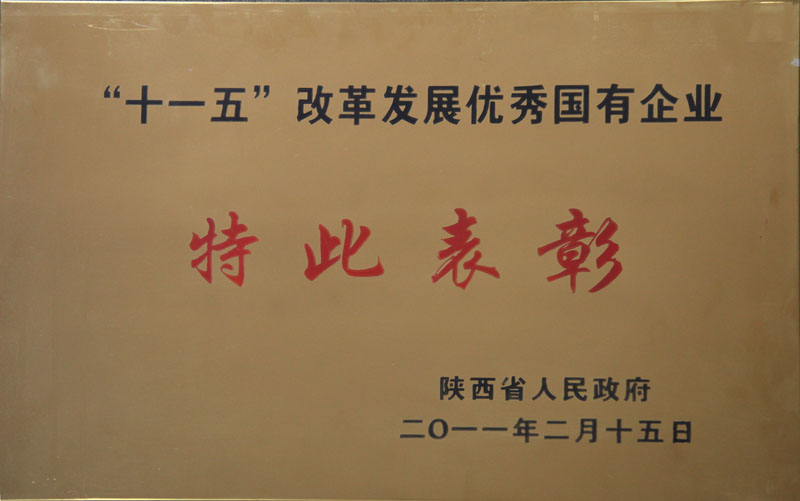 “十一五”改革发展优秀国有企业
特此表彰
陕西省人民政府
二〇一一年二月十五日